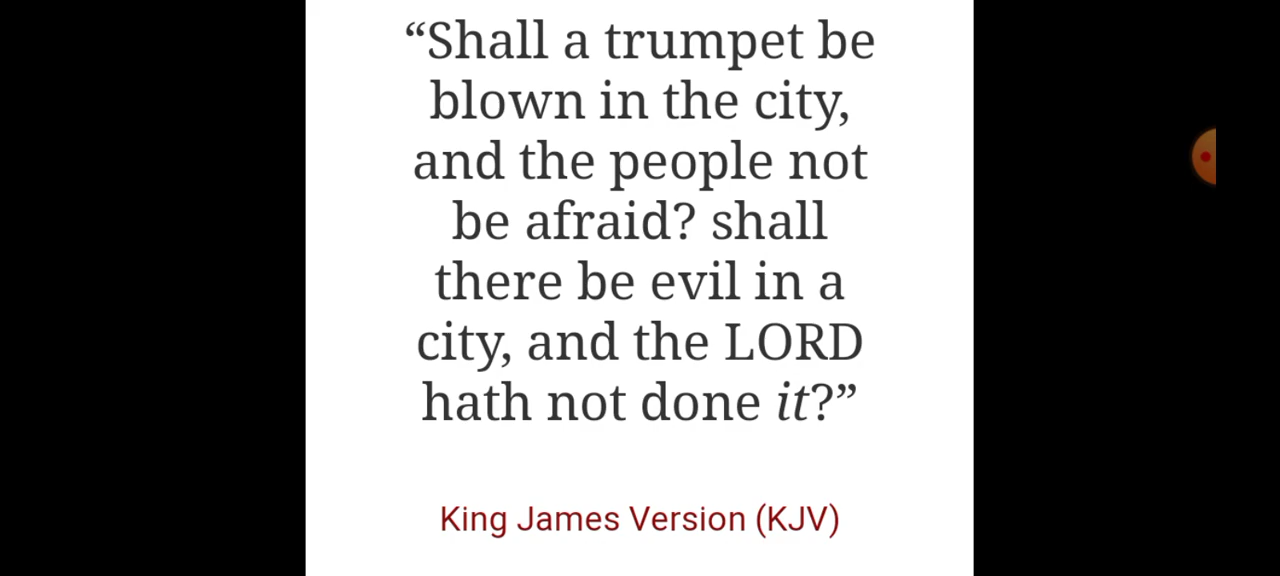 “Shall a trumpet be
blown in the city,
and the people not
be afraid? shall
there be evil in a
city, and the LORD
hath not done it?”
King James Version (KJV)